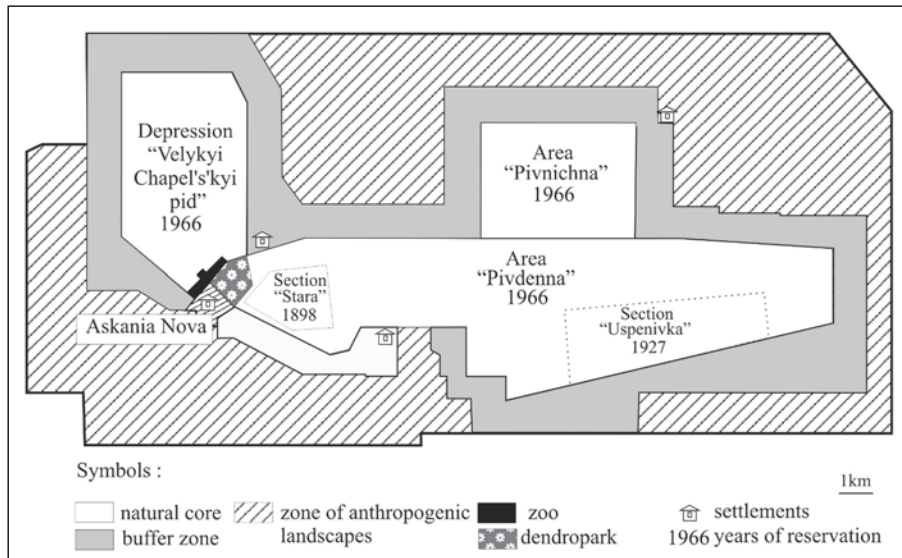 Depression
“Velykyi
Chapel's'kyi
pid”
1966
Area
“Pivnichna”
1966
Area
“Pivdenna”
1966
Section
“Stara”
1898
Section
“Uspenivka”
1927
Askania Nova
Symbols :
1km
natural core
zone of anthropogenic
landscapes
zoo
settlements
buffer zone
dendropark
1966 years of reservation